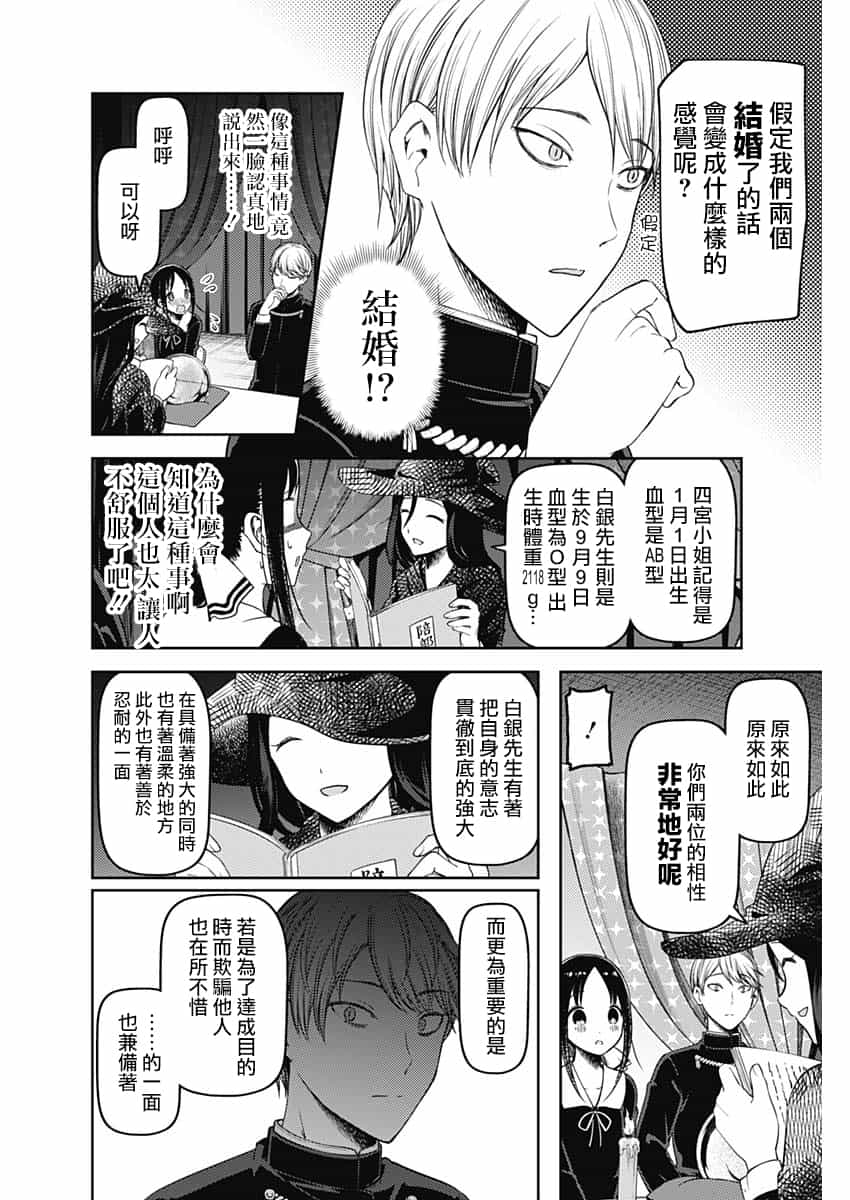 假定我們兩個
結婚了的話
會變成什麼樣的
感覺呢?
假定
結婚!?
像這種事情竟
然一臉認真地
說出來……!
呼呼
可以呀
四宮小姐記得是
1月1日出生
血型是AB型
白銀先生則是
生於9月9日
血型為O型 出
生時體重
2118
g…
陪部
為什麼會
知道這種事啊
這個人也太讓人
不舒服了吧!!
原來如此
原來如此
你們兩位的相性
非常地好呢
!
白銀先生有著
把自身的意志
貫徹到底的強大
在具備著強大的同時
也有著溫柔的地方
此外也有著善於
忍耐的一面
陪
而更為重要的是
若是為了達成目的
時而欺騙他人
也在所不惜
……的一面
也兼備著